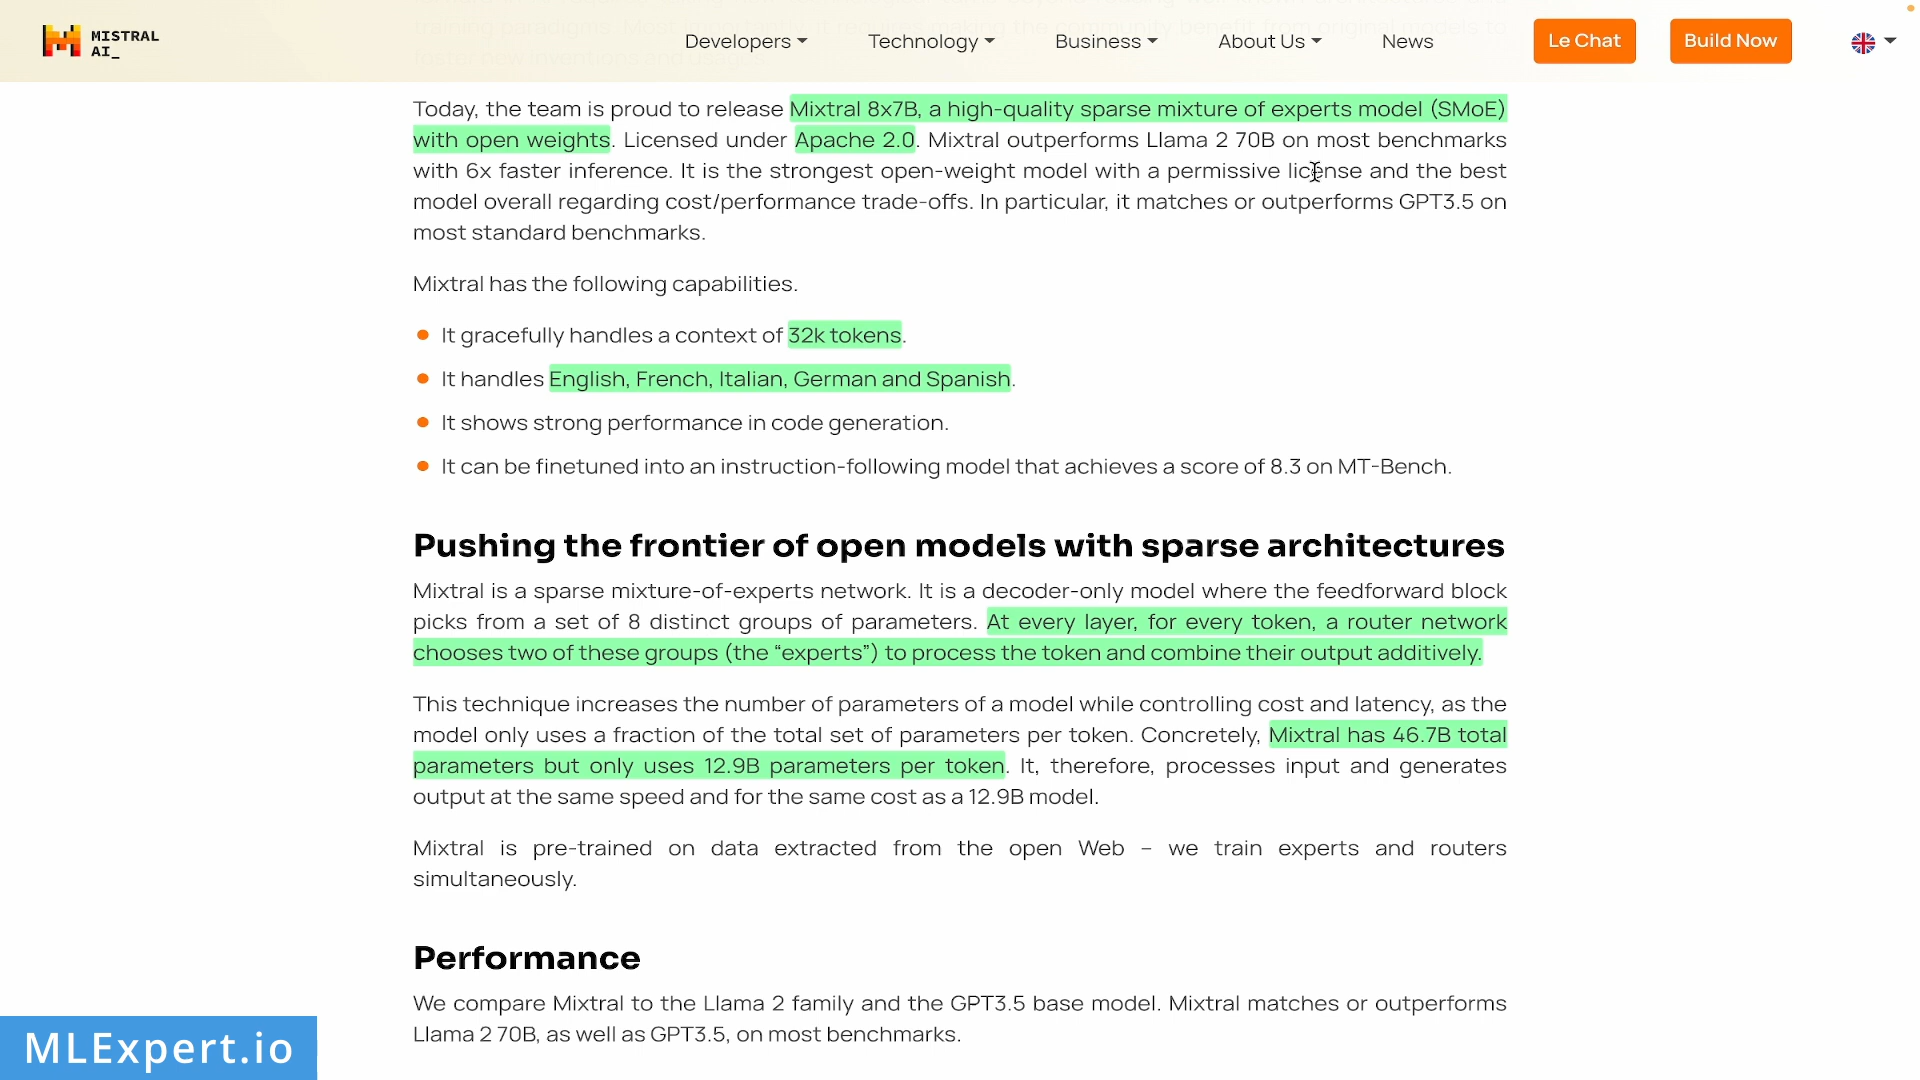 MISTRAL
AI_
Developers
Technology
Business
About Us
News
Le Chat
Build Now
Today, the team is proud to release Mixtral 8x7B, a high-quality sparse mixture of experts model (SMoE)
with open weights. Licensed under Apache 2.0. Mixtral outperforms Llama 2 70B on most benchmarks
with 6x faster inference. It is the strongest open-weight model with a permissive license and the best
model overall regarding cost/performance trade-offs. In particular, it matches or outperforms GPT3.5 on
most standard benchmarks.
Mixtral has the following capabilities.
It gracefully handles a context of 32k tokens.
It handles English, French, Italian, German and Spanish.
It shows strong performance in code generation.
It can be finetuned into an instruction-following model that achieves a score of 8.3 on MT-Bench.
Pushing the frontier of open models with sparse architectures
Mixtral is a sparse mixture-of-experts network. It is a decoder-only model where the feedforward block
picks from a set of 8 distinct groups of parameters. At every layer, for every token, a router network
chooses two of these groups (the “experts”) to process the token and combine their output additively.
This technique increases the number of parameters of a model while controlling cost and latency, as the
model only uses a fraction of the total set of parameters per token. Concretely, Mixtral has 46.7B total
parameters but only uses 12.9B parameters per token. It, therefore, processes input and generates
output at the same speed and for the same cost as a 12.9B model.
Mixtral is pre-trained on data extracted from the open Web – we train experts and routers
simultaneously.
Performance
We compare Mixtral to the Llama 2 family and the GPT3.5 base model. Mixtral matches or outperforms
Llama 2 70B, as well as GPT3.5, on most benchmarks.
MLExpert.io